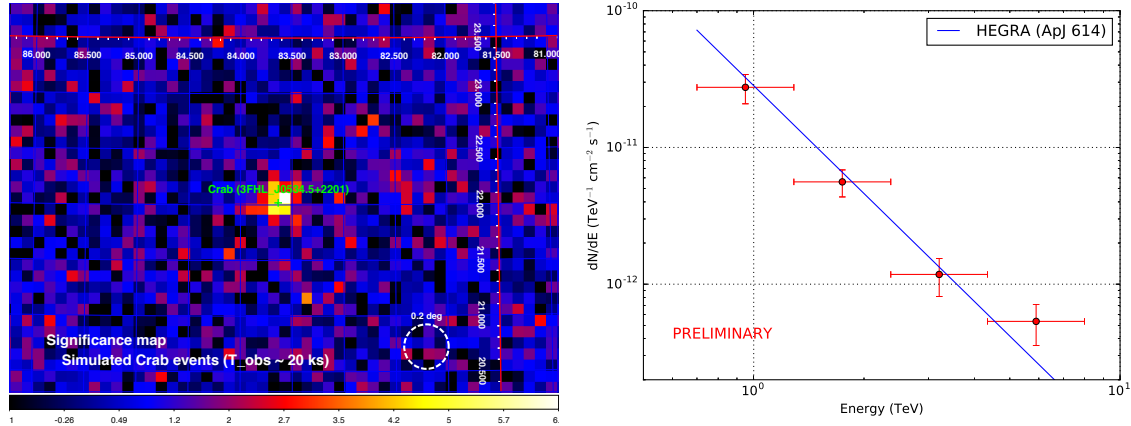 86.000 85.500 85.000 84.500 84.000 83.500 83.000 82.500 82.000 81.500 81.000
23.500
23.000
22.500
Crab (3FHL J0534.5+2201)
22.000
21.500
21.000
0.2 deg
Significance map
Simulated Crab events (T_obs ~ 20 ks)
20.500
1 -0.26 0.49 1.2 2 2.7 3.5 4.2 5 5.7 6.
10⁻¹⁰
HEGRA (ApJ 614)
10⁻¹¹
dN/dE (TeV⁻¹ cm⁻² s⁻¹)
10⁻¹²
PRELIMINARY
10⁰ 10¹
Energy (TeV)